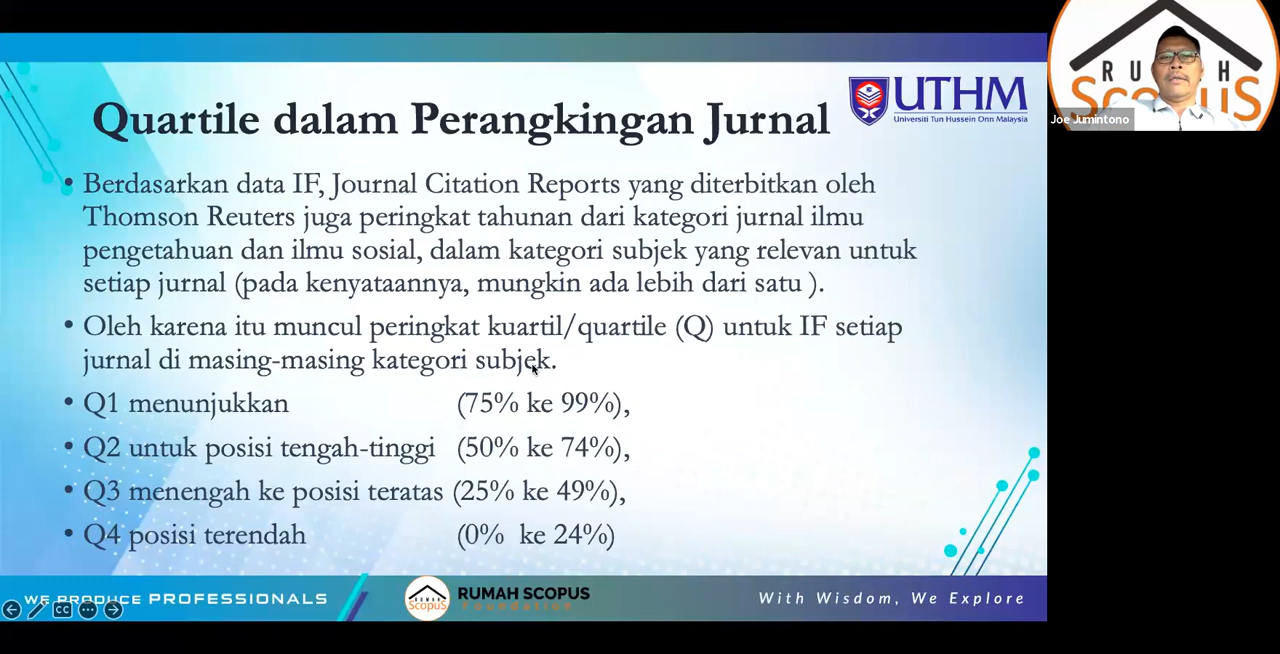 Quartile dalam Perangkingan Jurnal
UTHM
Universiti Tun Hussein Onn Malaysia
RUMAH
SCOPUS
Joe Jumintono
• Berdasarkan data IF, Journal Citation Reports yang diterbitkan oleh
Thomson Reuters juga peringkat tahunan dari kategori jurnal ilmu
pengetahuan dan ilmu sosial, dalam kategori subjek yang relevan untuk
setiap jurnal (pada kenyataannya, mungkin ada lebih dari satu ).
• Oleh karena itu muncul peringkat kuartil/quartile (Q) untuk IF setiap
jurnal di masing-masing kategori subjek.
• Q1 menunjukkan (75% ke 99%),
• Q2 untuk posisi tengah-tinggi (50% ke 74%),
• Q3 menengah ke posisi teratas (25% ke 49%),
• Q4 posisi terendah (0% ke 24%)
WE PRODUCE PROFESSIONALS
CC
RUMAH
SCOPUS
RUMAH SCOPUS
Foundation
With Wisdom, We Explore